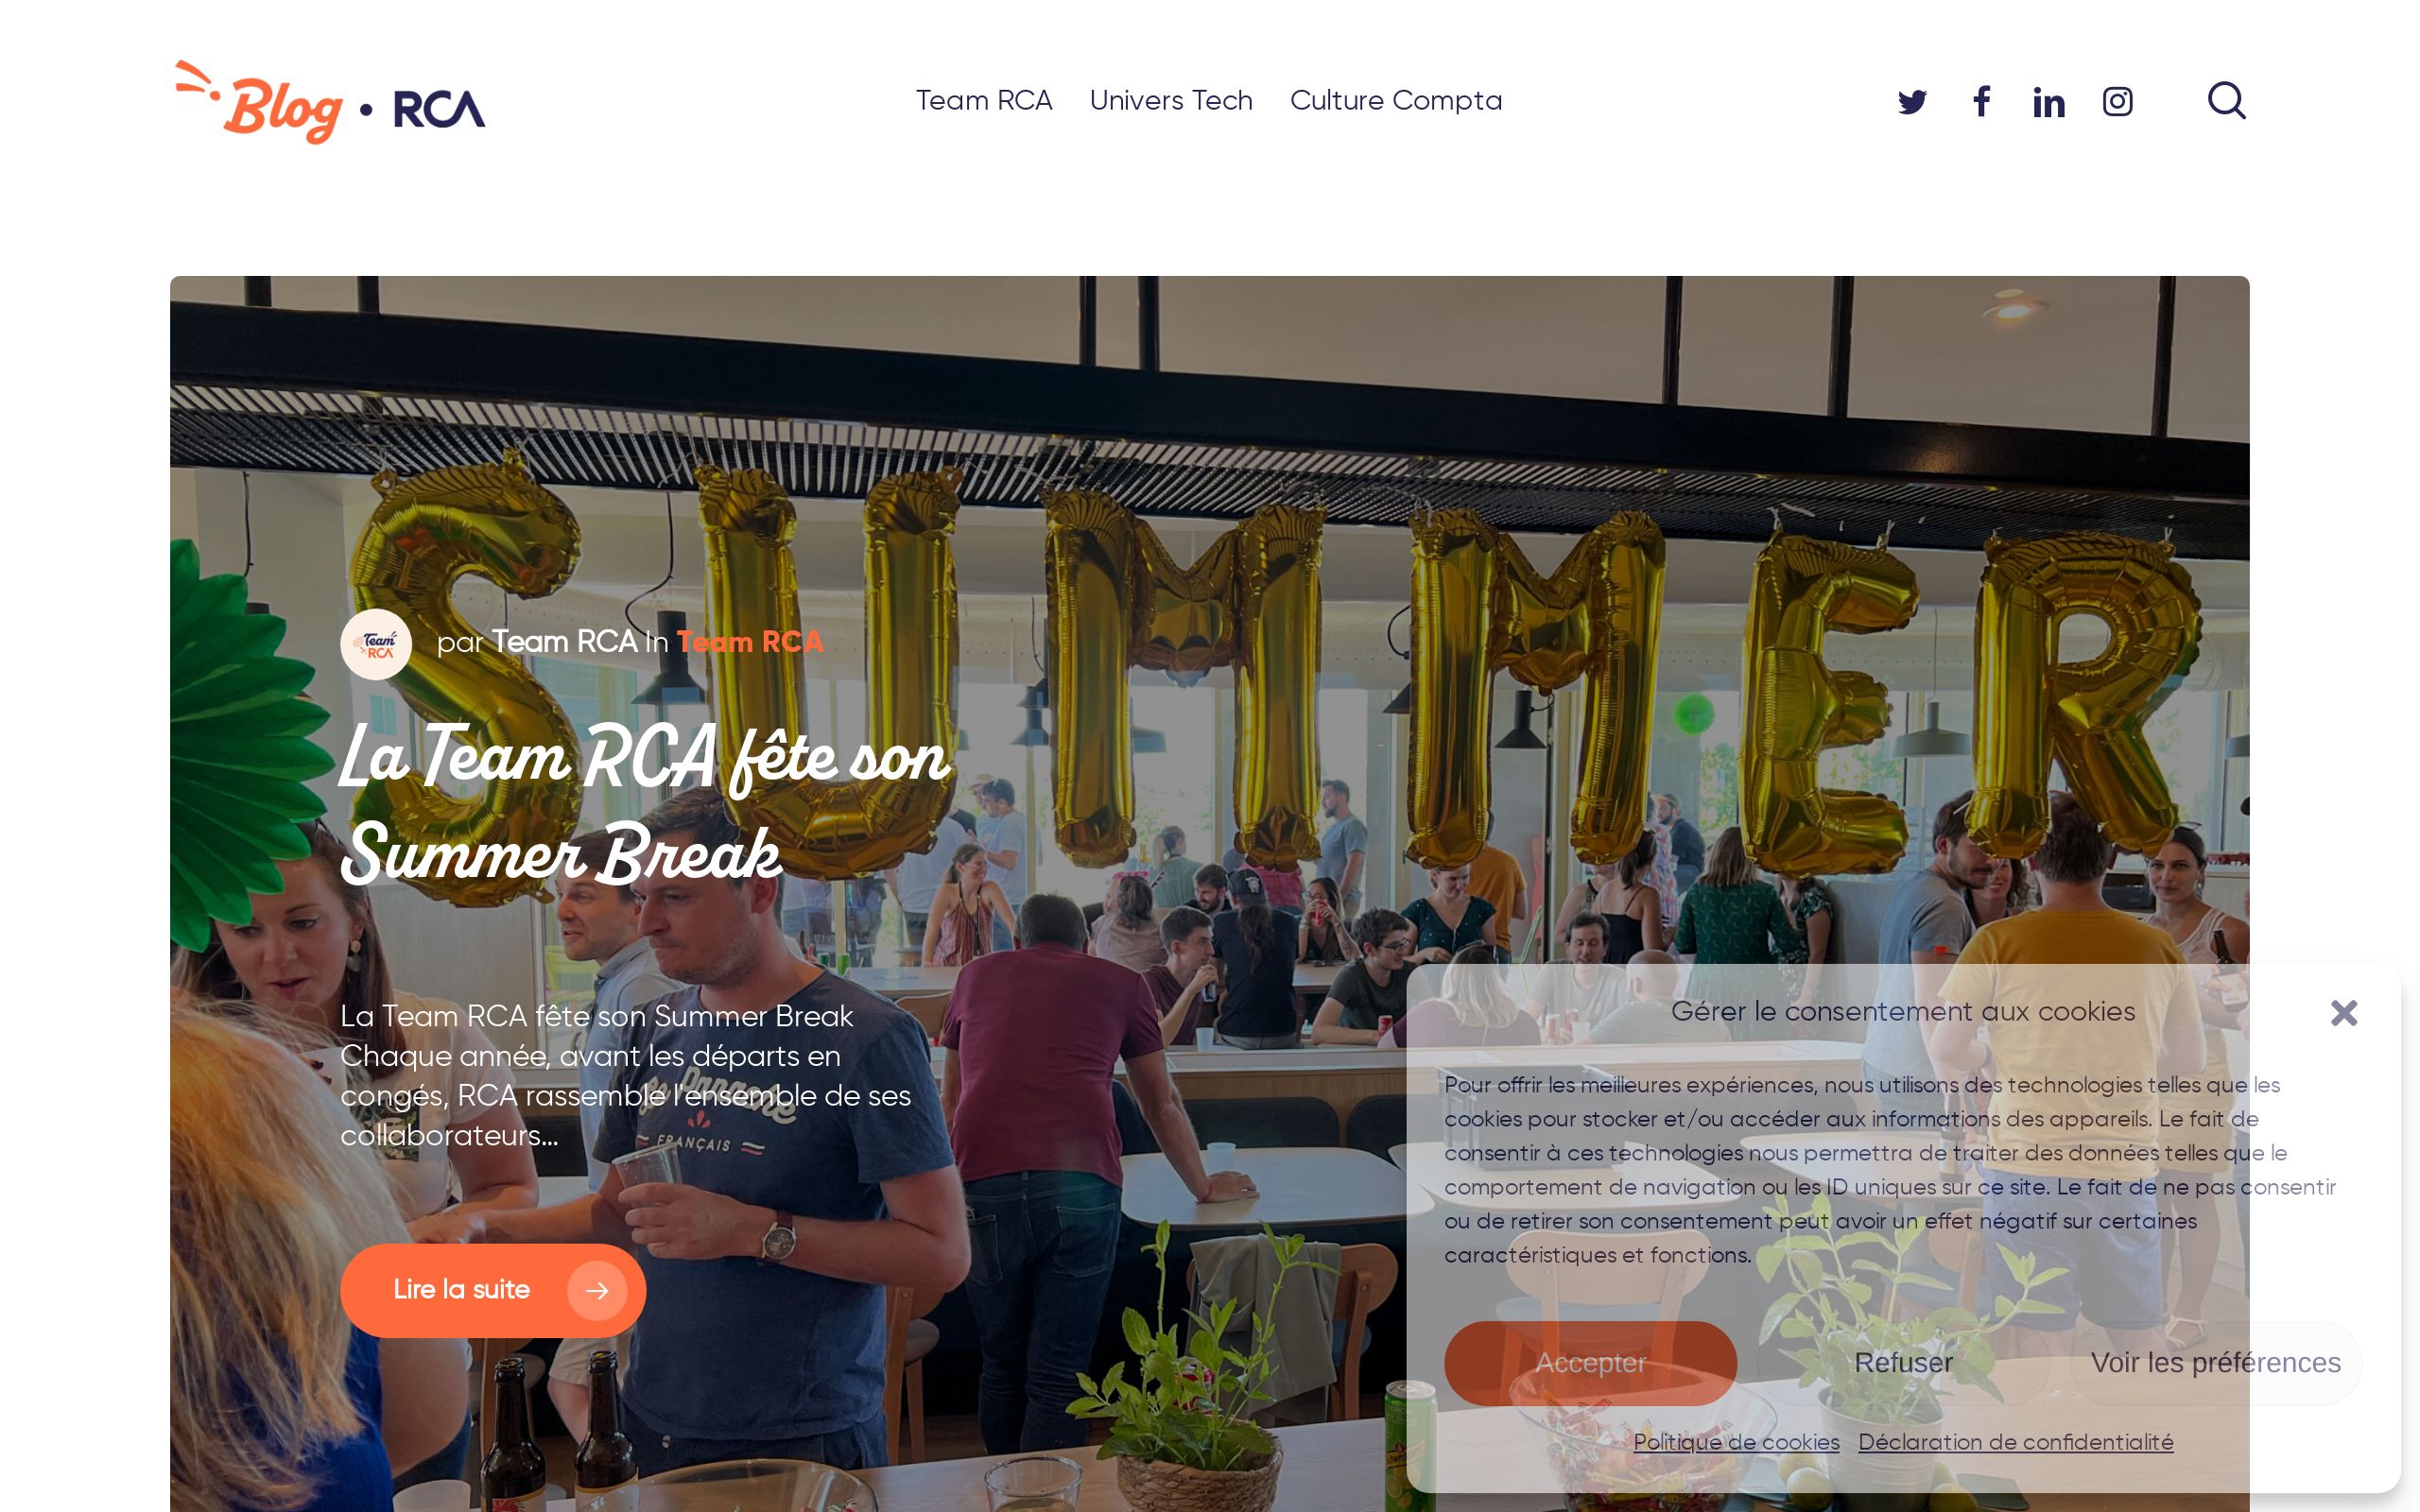 Blog • RCA
Team RCA Univers Tech Culture Compta
SUMMER
Team RCA
par Team RCA In Team RCA
La Team RCA fête son
Summer Break
La Team RCA fête son Summer Break
Chaque année, avant les départs en
congés, RCA rassemble l'ensemble de ses
collaborateurs...
Le Panache
FRANÇAIS
Lire la suite
Gérer le consentement aux cookies
Pour offrir les meilleures expériences, nous utilisons des technologies telles que les
cookies pour stocker et/ou accéder aux informations des appareils. Le fait de
consentir à ces technologies nous permettra de traiter des données telles que le
comportement de navigation ou les ID uniques sur ce site. Le fait de ne pas consentir
ou de retirer son consentement peut avoir un effet négatif sur certaines
caractéristiques et fonctions.
Accepter Refuser Voir les préférences
Politique de cookies Déclaration de confidentialité